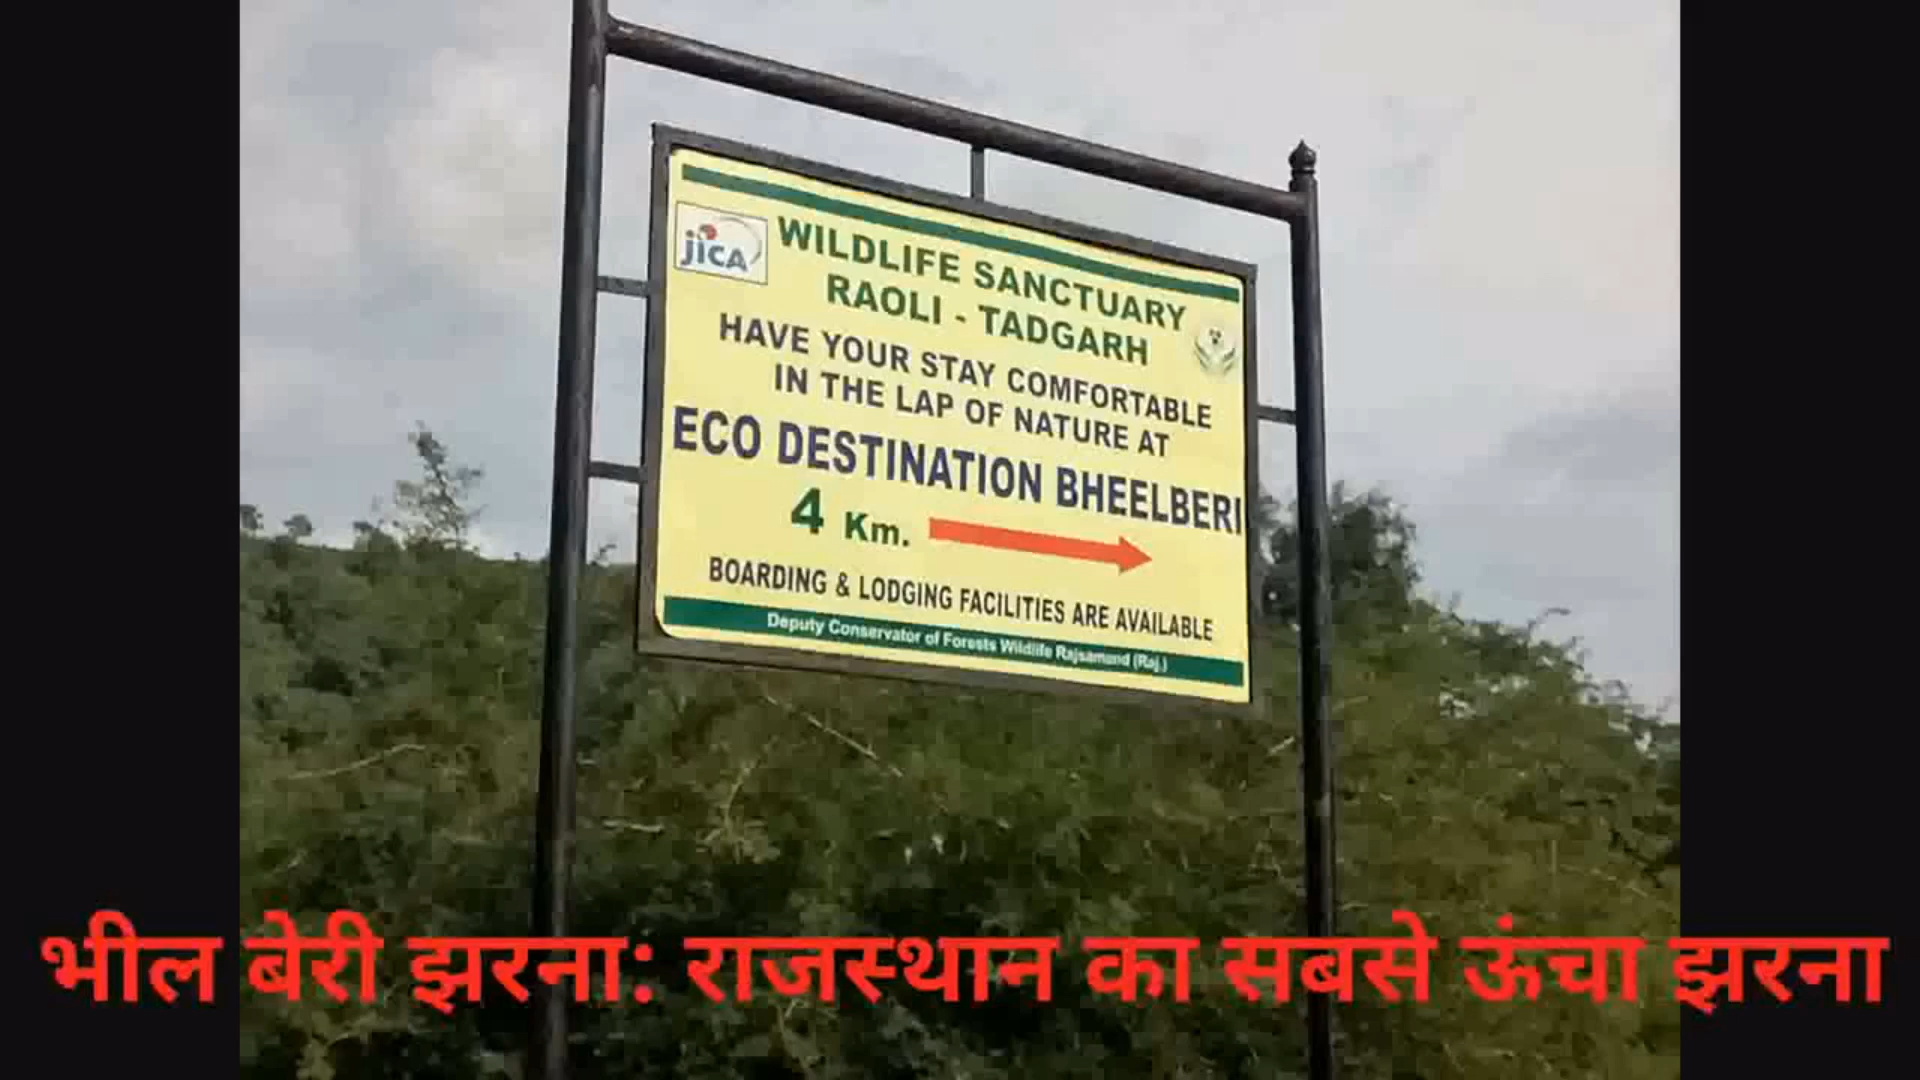 JICA
WILDLIFE SANCTUARY
RAOLI - TADGARH
HAVE YOUR STAY COMFORTABLE
IN THE LAP OF NATURE AT
ECO DESTINATION BHEELBERI
4 Km.
BOARDING & LODGING FACILITIES ARE AVAILABLE
Deputy Conservator of Forests Wildlife Rajsamand (Raj.)
भील बेरी झरना: राजस्थान का सबसे ऊंचा झरना